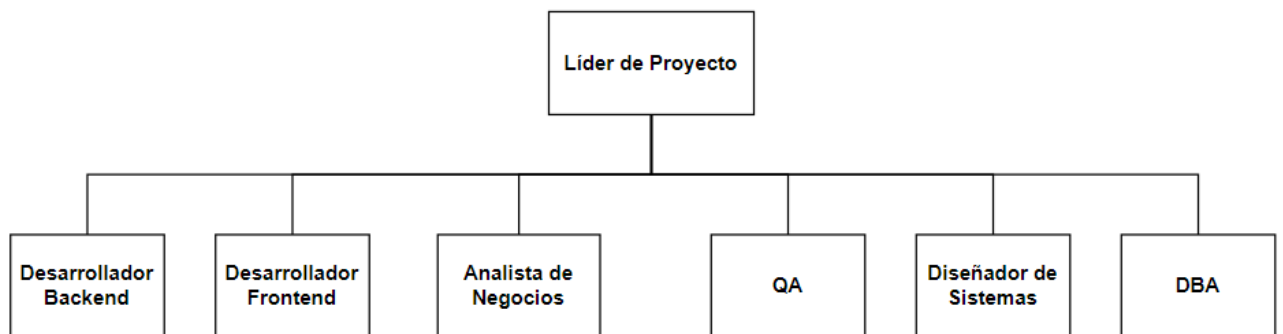 Líder de Proyecto
Desarrollador
Backend
Desarrollador
Frontend
Analista de
Negocios
QA
Diseñador de
Sistemas
DBA